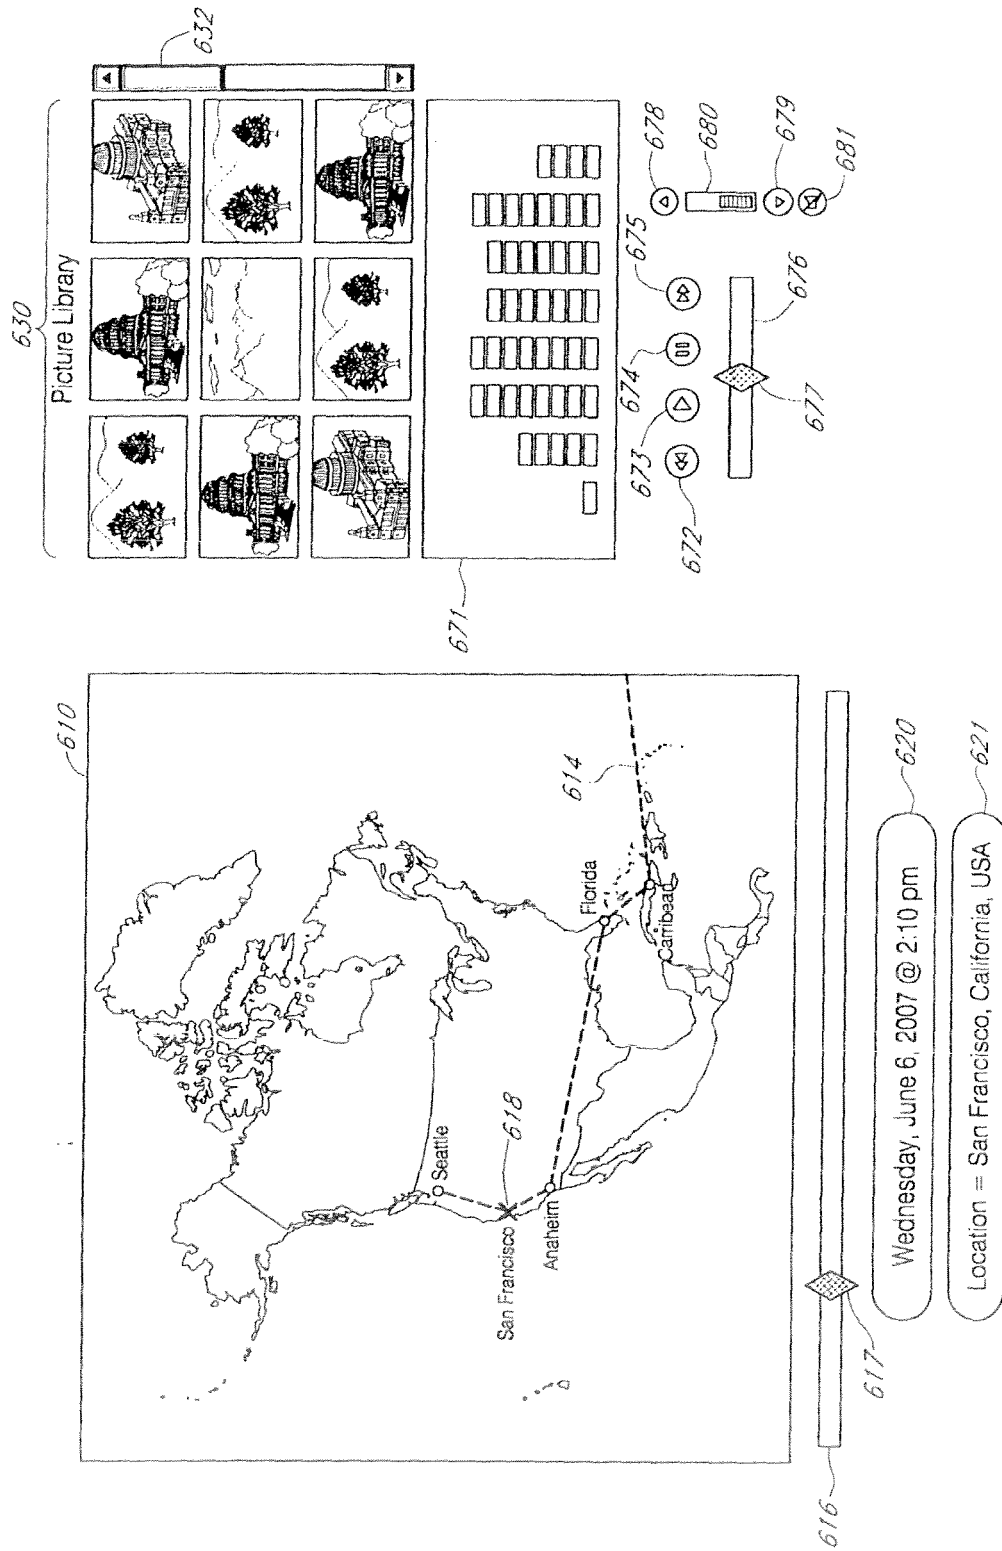 610
Seattle
618
San Francisco
Anaheim
Florida
Carribead
614
616
617
Wednesday, June 6, 2007 @ 2:10 pm
620
Location = San Francisco, California, USA
621
630
Picture Library
632
671
672
673
674
675
676
677
678
680
679
681